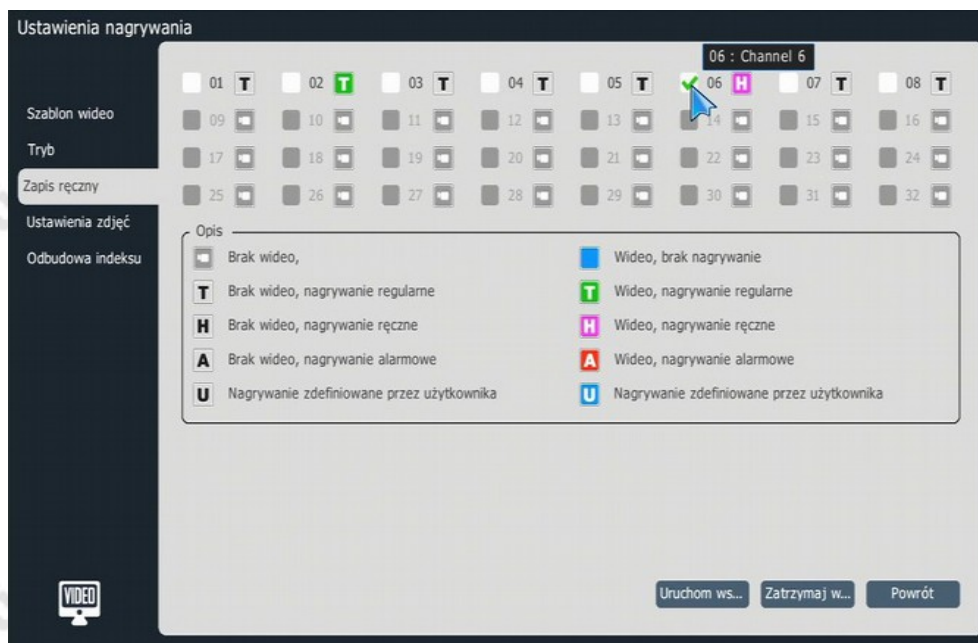 Ustawienia nagrywania
06 : Channel 6
01 T 02 T 03 T 04 T 05 T 06 H 07 T 08 T
Szablon wideo
09 10 11 12 13 14 15 16
Tryb
17 18 19 20 21 22 23 24
Zapis ręczny
25 26 27 28 29 30 31 32
Ustawienia zdjęć
Odbudowa indeksu
Opis
Brak wideo, Wideo, brak nagrywanie
T Brak wideo, nagrywanie regularne T Wideo, nagrywanie regularne
H Brak wideo, nagrywanie ręczne H Wideo, nagrywanie ręczne
A Brak wideo, nagrywanie alarmowe A Wideo, nagrywanie alarmowe
U Nagrywanie zdefiniowane przez użytkownika U Nagrywanie zdefiniowane przez użytkownika
VIDEO
Uruchom ws... Zatrzymaj w... Powrót